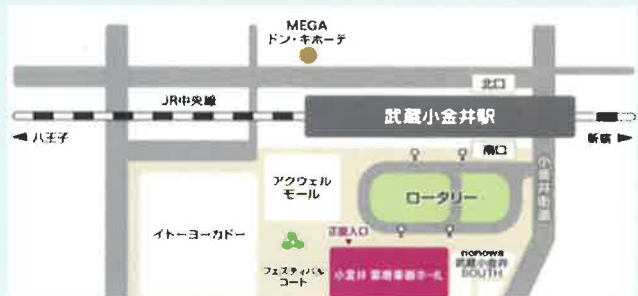 MEGA
ドン・キホーテ
北口
JR中央線
武蔵小金井駅
八王子
新宿
南口
小金井街道
アクウェル
モール
ロータリー
イトーヨーカドー
正面入口
フェスティバル
コート
小金井 宮地楽器ホール
nonowa
武蔵小金井
SOUTH